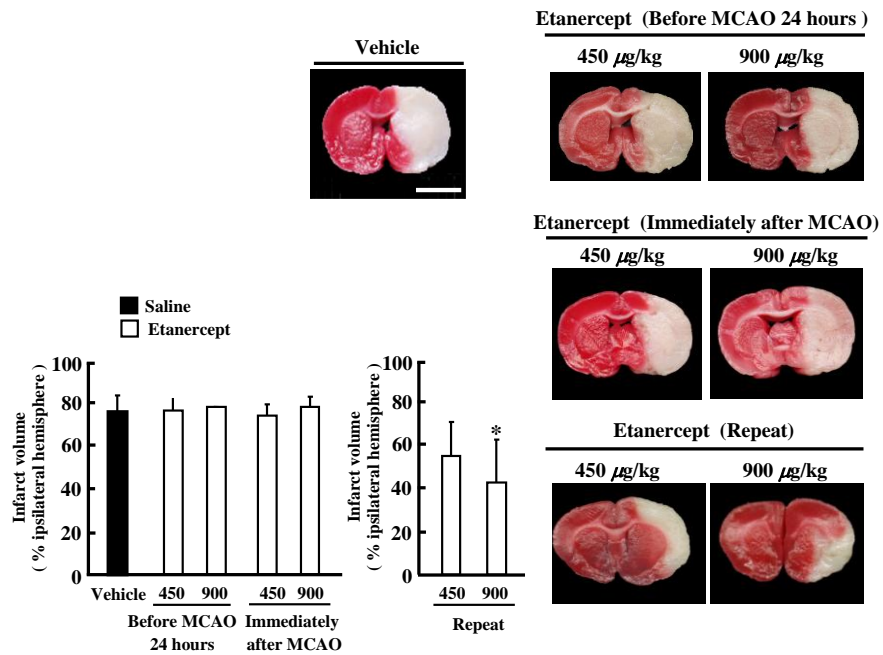 Vehicle
Etanercept (Before MCAO 24 hours )
450 µg/kg 900 µg/kg
Etanercept (Immediately after MCAO)
450 µg/kg 900 µg/kg
Etanercept (Repeat)
450 µg/kg 900 µg/kg
Saline
Etanercept
Infarct volume
( % ipsilateral hemisphere )
100
80
60
40
20
0
Vehicle 450 900 450 900
Before MCAO
24 hours
Immediately
after MCAO
Infarct volume
( % ipsilateral hemisphere )
100
80
60
40
20
0
*
450 900
Repeat